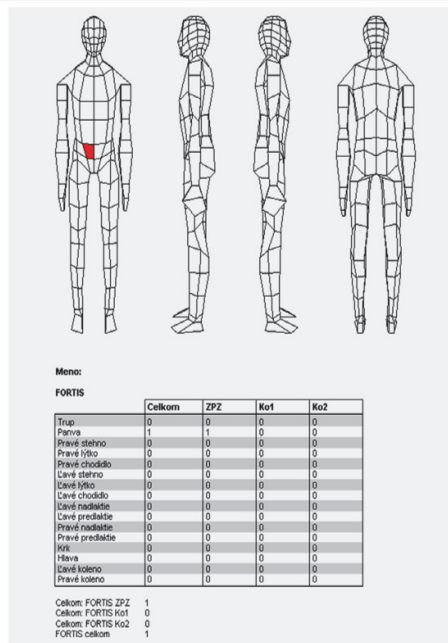 Meno:
FORTIS
Celkom ZPZ Ko1 Ko2
Trup 0 0 0 0
Panva 1 1 0 0
Pravé stehno 0 0 0 0
Pravé lýtko 0 0 0 0
Pravé chodidlo 0 0 0 0
Ľavé stehno 0 0 0 0
Ľavé lýtko 0 0 0 0
Ľavé chodidlo 0 0 0 0
Ľavé nadlaktie 0 0 0 0
Ľavé predlaktie 0 0 0 0
Pravé nadlaktie 0 0 0 0
Pravé predlaktie 0 0 0 0
Krk 0 0 0 0
Hlava 0 0 0 0
Ľavé koleno 0 0 0 0
Pravé koleno 0 0 0 0
Celkom: FORTIS ZPZ 1
Celkom: FORTIS Ko1 0
Celkom: FORTIS Ko2 0
FORTIS celkom 1